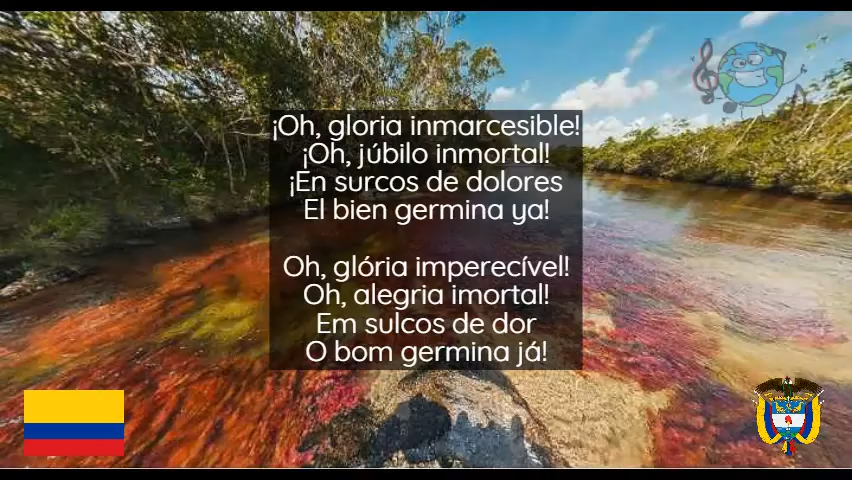 ¡Oh, gloria inmarcesible!
¡Oh, júbilo inmortal!
¡En surcos de dolores
El bien germina ya!
Oh, glória imperecível!
Oh, alegria imortal!
Em sulcos de dor
O bom germina já!